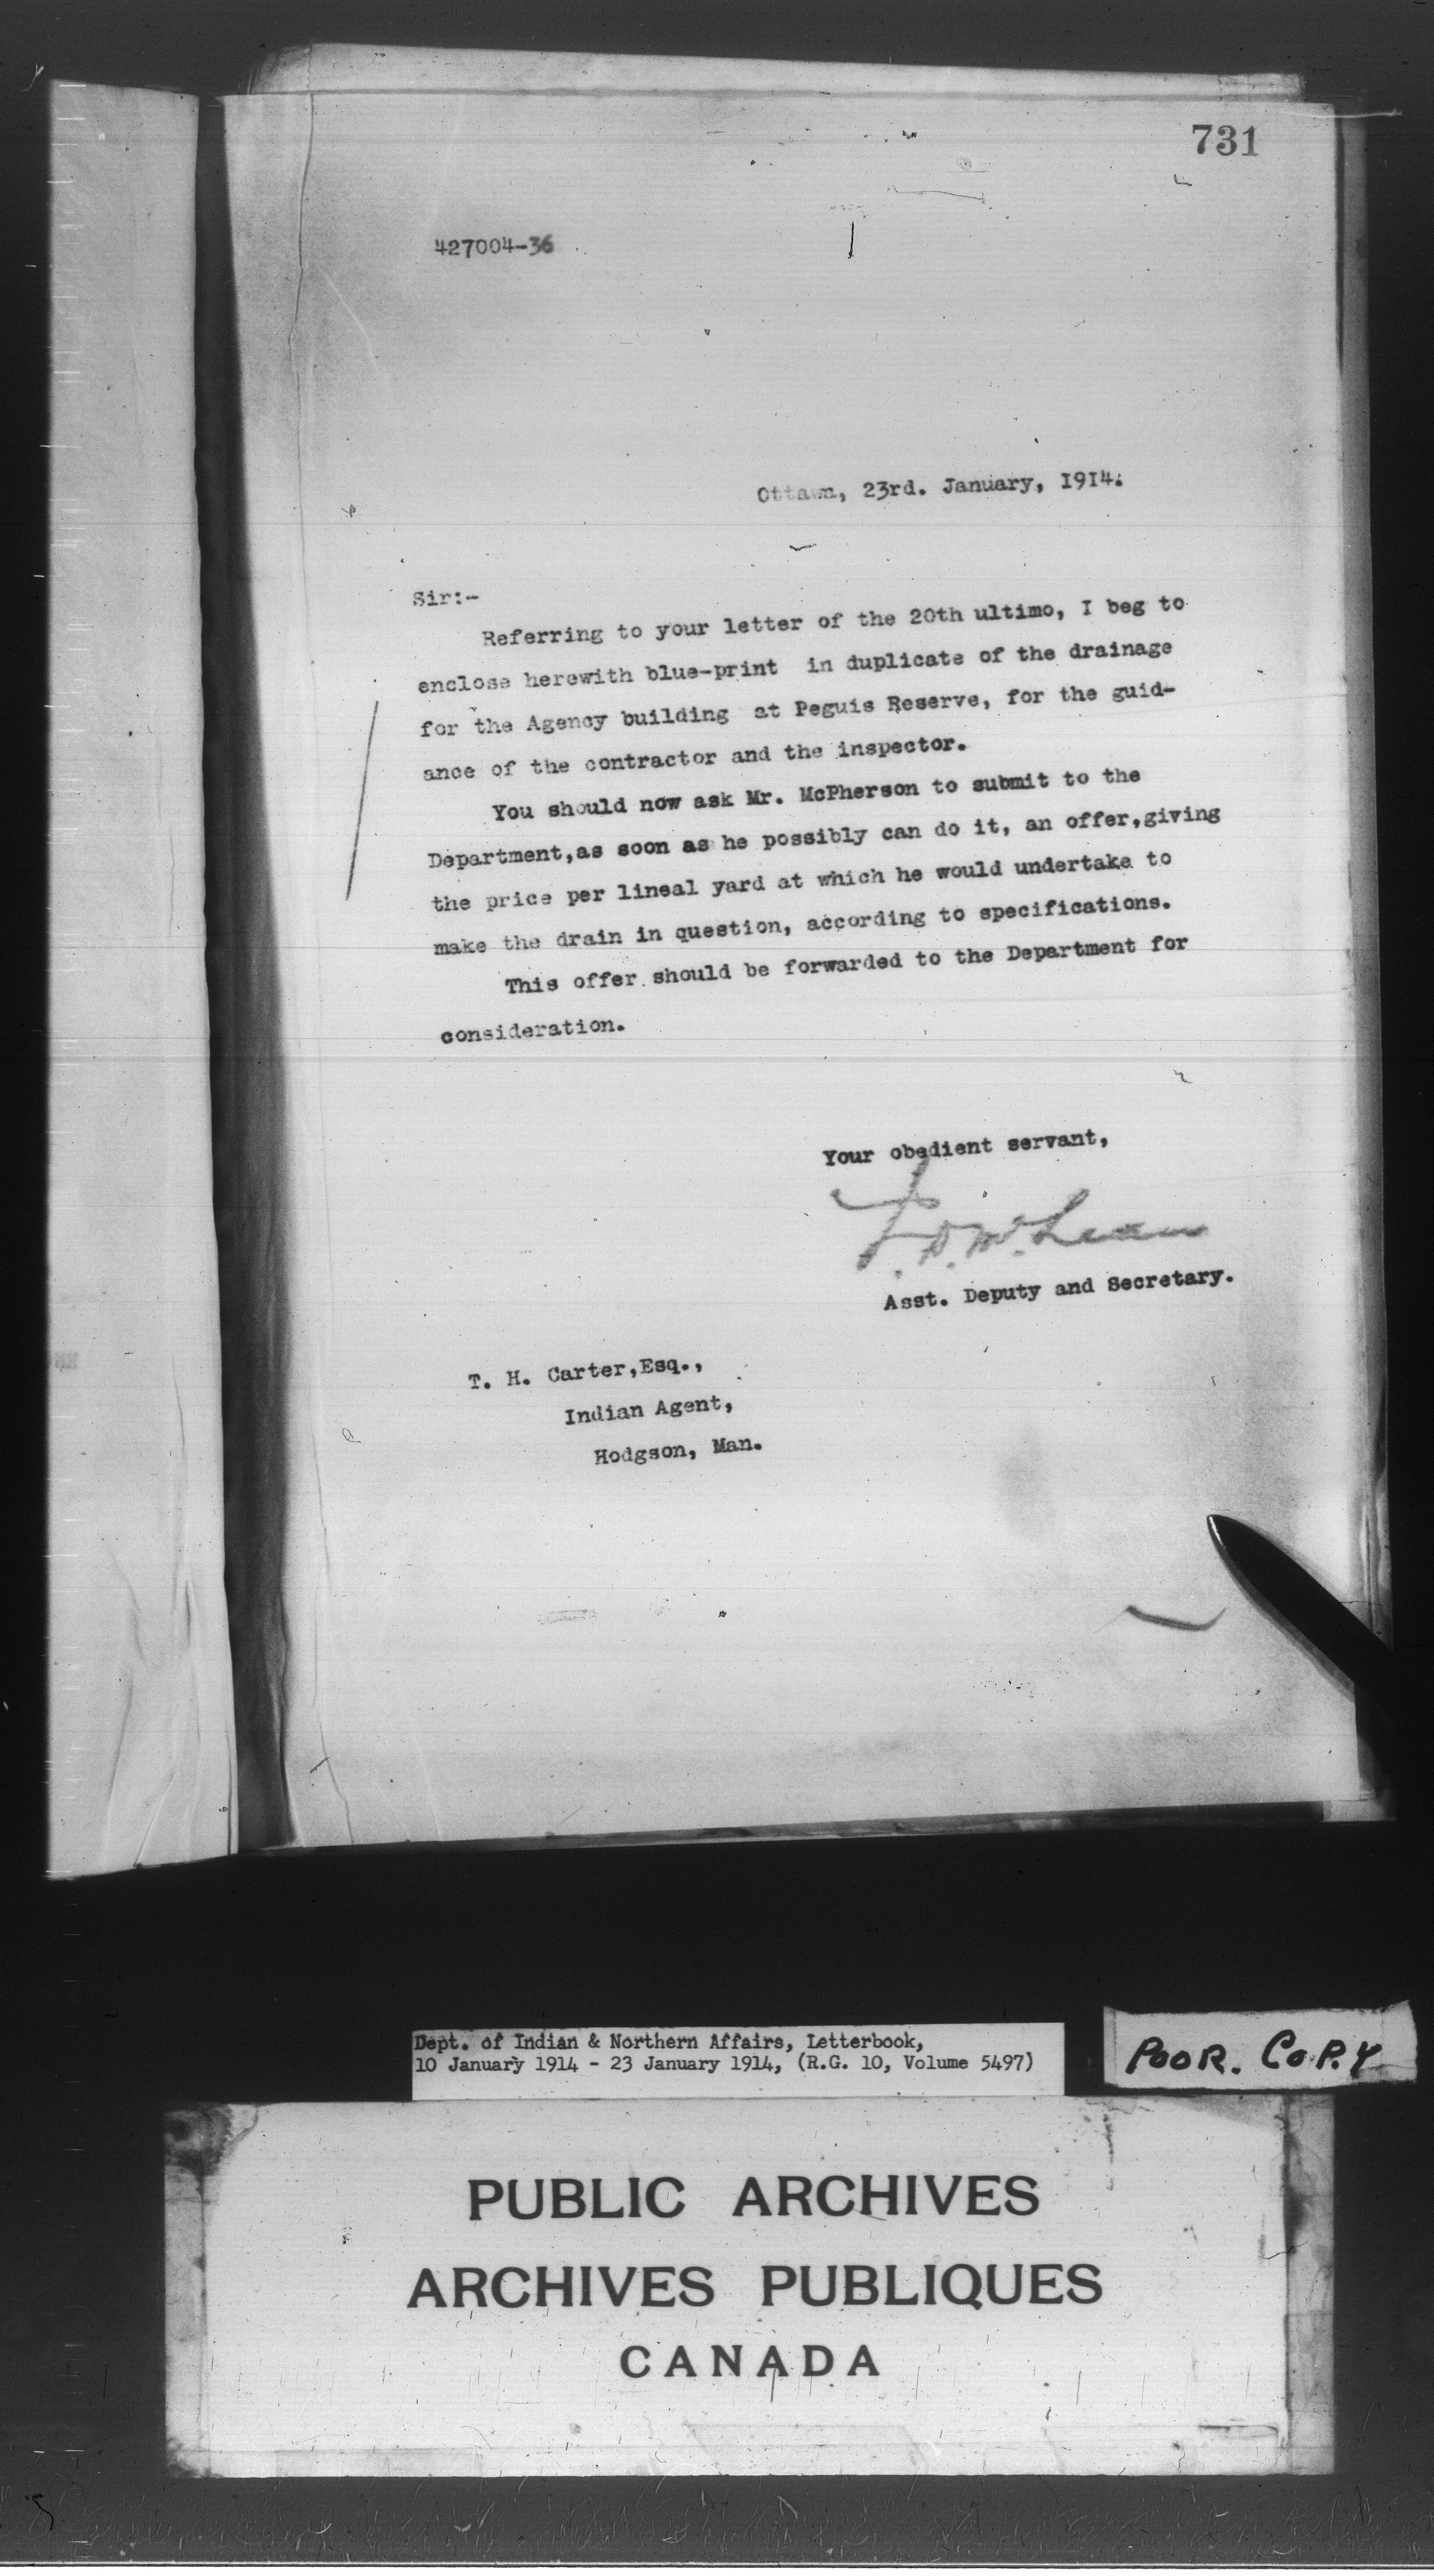 731
427004-36
Ottawa, 23rd. January, 1914.
Sir:-
Referring to your letter of the 20th ultimo, I beg to
enclose herewith blue-print in duplicate of the drainage
for the Agency building at Peguis Reserve, for the guid-
ance of the contractor and the inspector.
You should now ask Mr. McPherson to submit to the
Department,as soon as he possibly can do it, an offer,giving
the price per lineal yard at which he would undertake to
make the drain in question, according to specifications.
This offer should be forwarded to the Department for
consideration.
Your obedient servant,
J. D. McLean
Asst. Deputy and Secretary.
T. H. Carter,Esq.,
Indian Agent,
Hodgson, Man.
Dept. of Indian & Northern Affairs, Letterbook,
10 January 1914 - 23 January 1914, (R.G. 10, Volume 5497)
POOR. COPY
PUBLIC ARCHIVES
ARCHIVES PUBLIQUES
CANADA